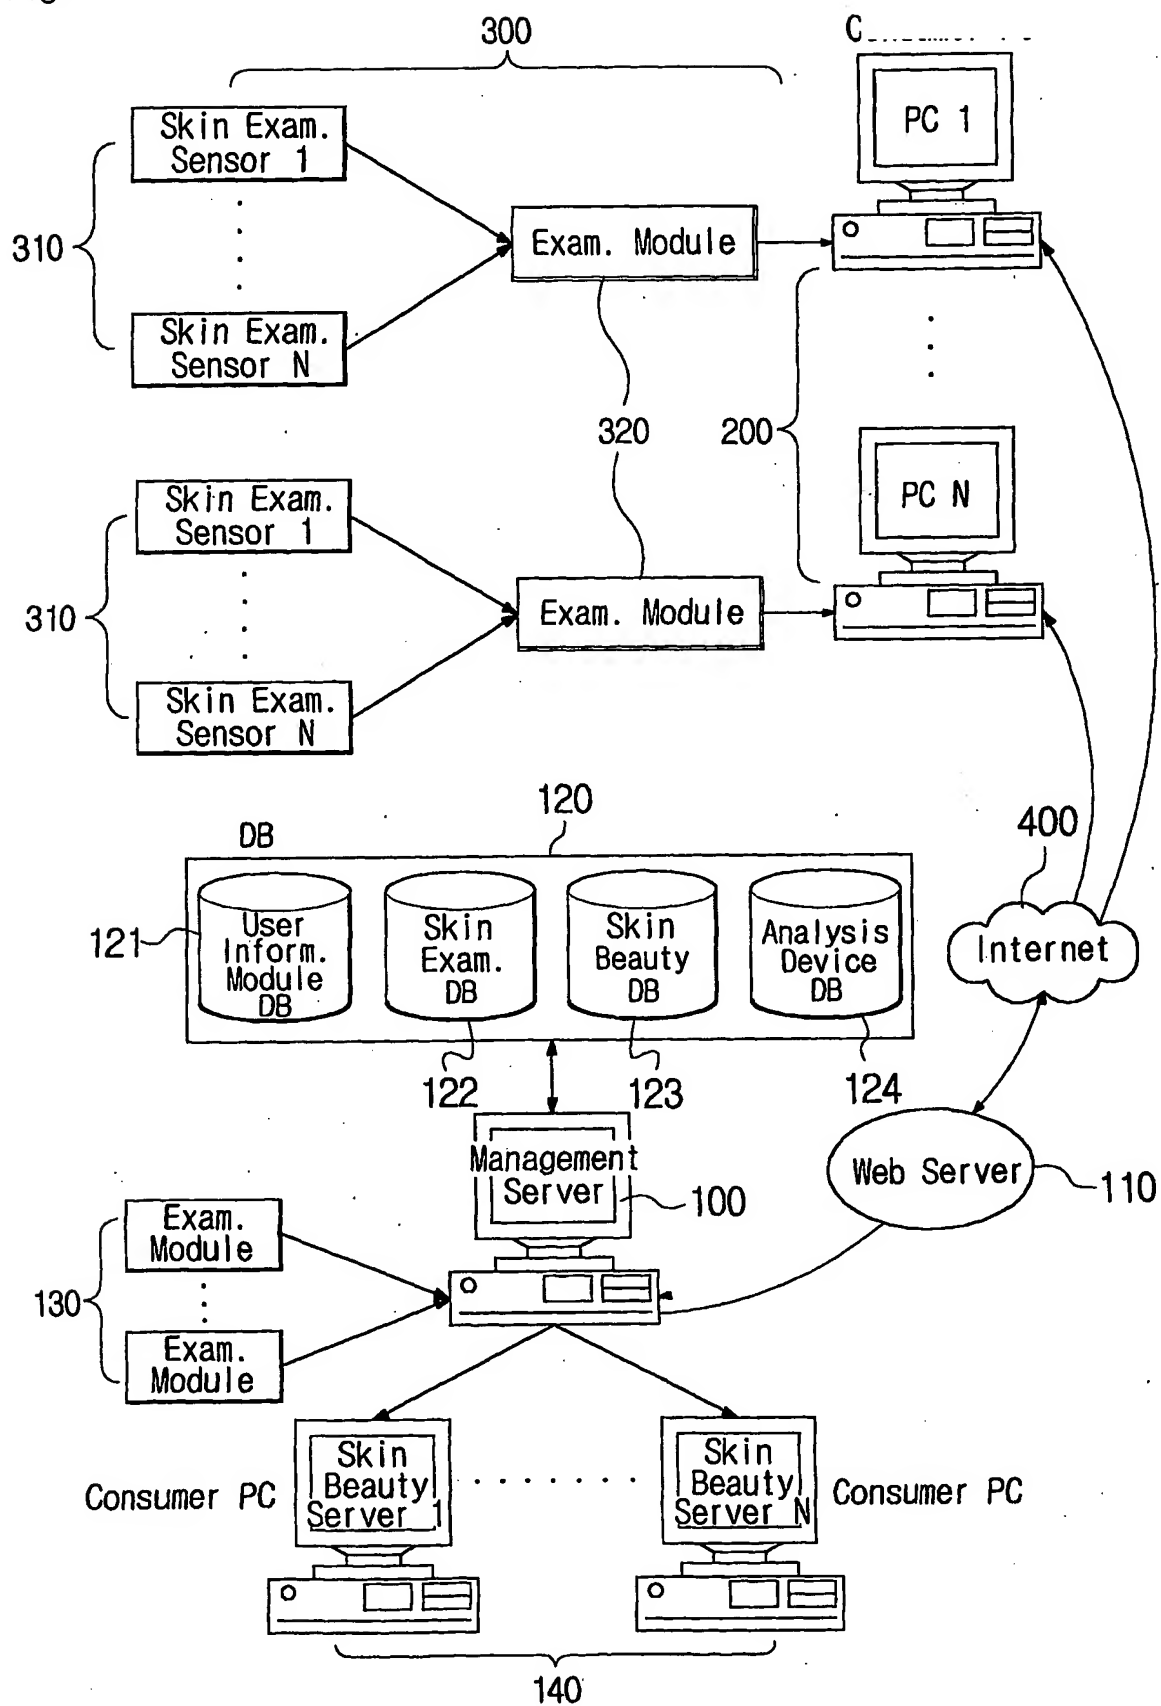 300
PC 1
Skin Exam.
Sensor 1
310
Exam. Module
Skin Exam.
Sensor N
320
200
PC N
Skin Exam.
Sensor 1
310
Exam. Module
Skin Exam.
Sensor N
120
DB
400
121
User
Inform.
Module
DB
Skin
Exam.
DB
Skin
Beauty
DB
Analysis
Device
DB
Internet
122
123
124
Management
Server
100
Web Server
110
Exam.
Module
130
Exam.
Module
Consumer PC
Skin
Beauty
Server 1
Skin
Beauty
Server N
Consumer PC
140